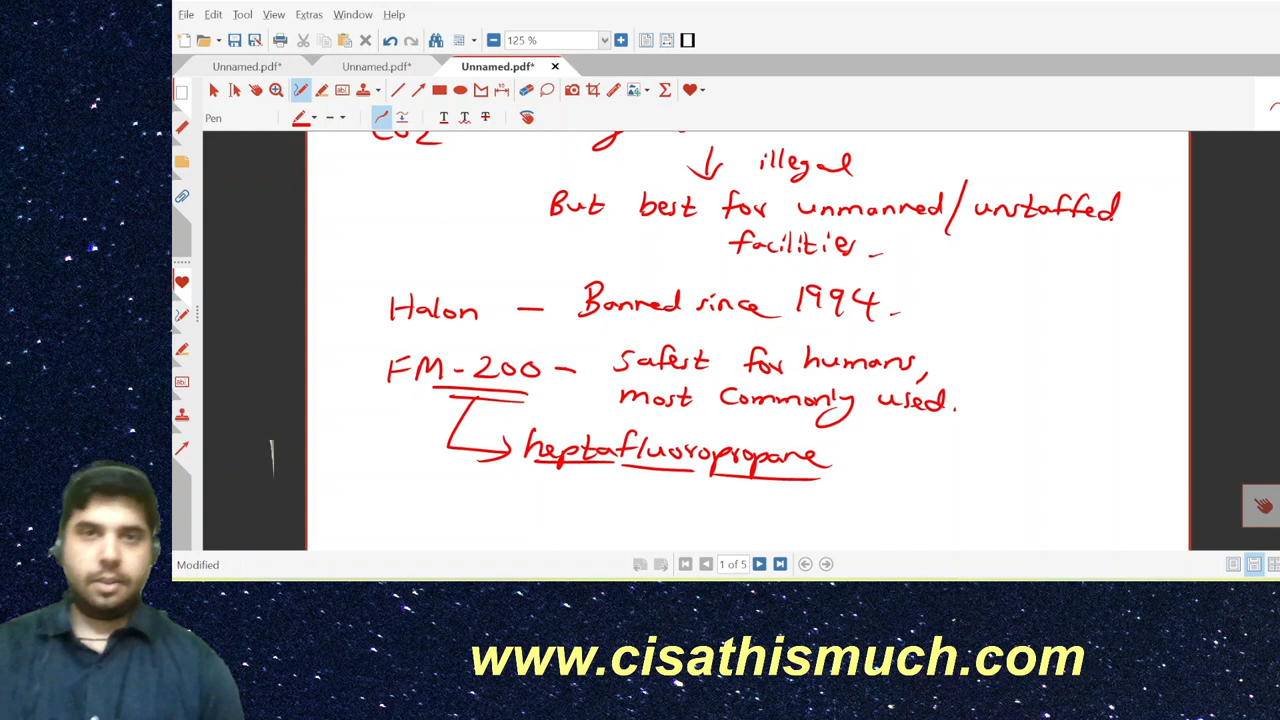 File Edit Tool View Extras Window Help
125 %
Unnamed.pdf* Unnamed.pdf* Unnamed.pdf*
Pen
CO2
illegal
But best for unmanned/unstaffed
facilities.
Halon — Banned since 1994.
FM-200 – Safest for humans,
most commonly used.
heptafluoropropane
1 of 5
Modified
www.cisathismuch.com